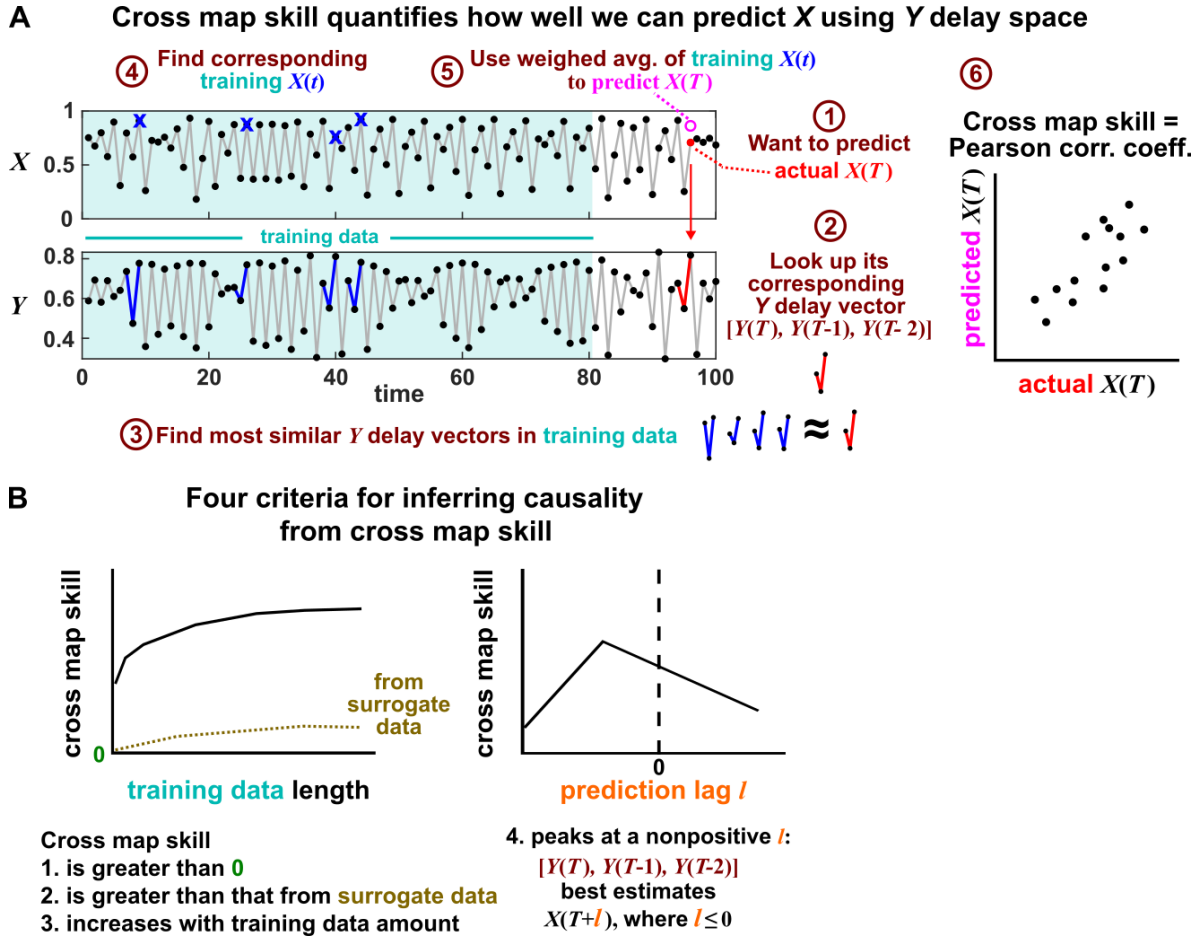 A
Cross map skill quantifies how well we can predict X using Y delay space
4 Find corresponding
training X(t)
5 Use weighed avg. of training X(t)
to predict X(T)
6
1
0.5
0
X
1
Want to predict
actual X(T)
Cross map skill =
Pearson corr. coeff.
predicted X(T)
actual X(T)
training data
0.8
0.6
0.4
Y
0 20 40 60 80 100
time
2
Look up its
corresponding
Y delay vector
[Y(T), Y(T-1), Y(T- 2)]
3 Find most similar Y delay vectors in training data
≈
B
Four criteria for inferring causality
from cross map skill
cross map skill
from
surrogate
data
0
training data length
cross map skill
0
prediction lag l
Cross map skill
1. is greater than 0
2. is greater than that from surrogate data
3. increases with training data amount
4. peaks at a nonpositive l:
[Y(T), Y(T-1), Y(T-2)]
best estimates
X(T+l), where l ≤ 0